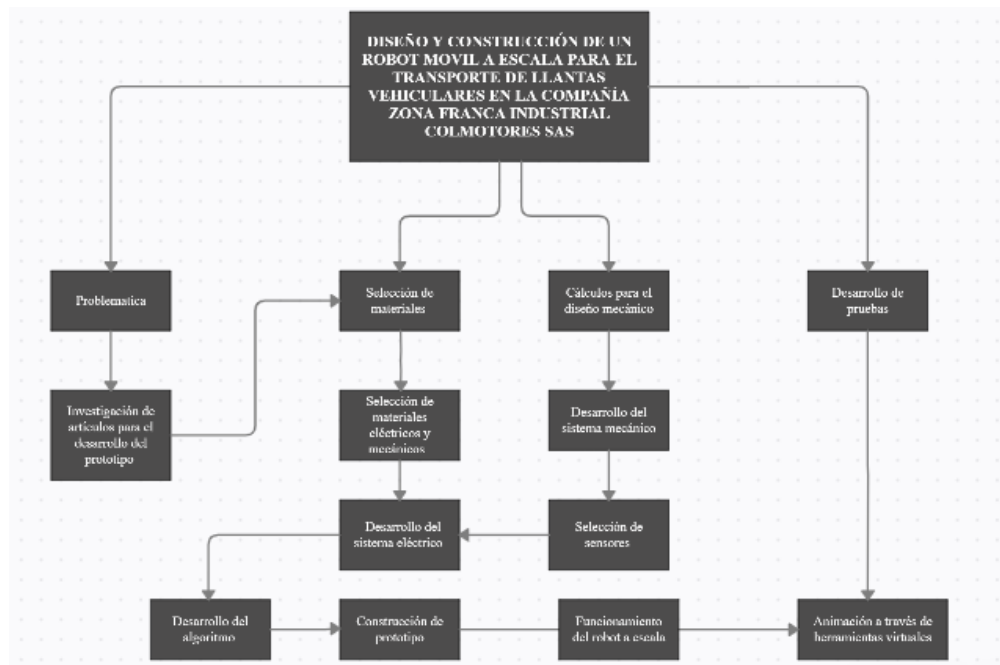 DISEÑO Y CONSTRUCCIÓN DE UN
ROBOT MOVIL A ESCALA PARA EL
TRANSPORTE DE LLANTAS
VEHICULARES EN LA COMPAÑÍA
ZONA FRANCA INDUSTRIAL
COLMOTORES SAS
Problematica
Selección de
materiales
Cálculos para el
diseño mecánico
Desarrollo de
pruebas
Investigación de
artículos para el
desarrollo del
prototipo
Selección de
materiales
eléctricos y
mecánicos
Desarrollo del
sistema mecánico
Desarrollo del
sistema eléctrico
Selección de
sensores
Desarrollo del
algoritmo
Construcción de
prototipo
Funcionamiento
del robot a escala
Animación a través de
herramientas virtuales